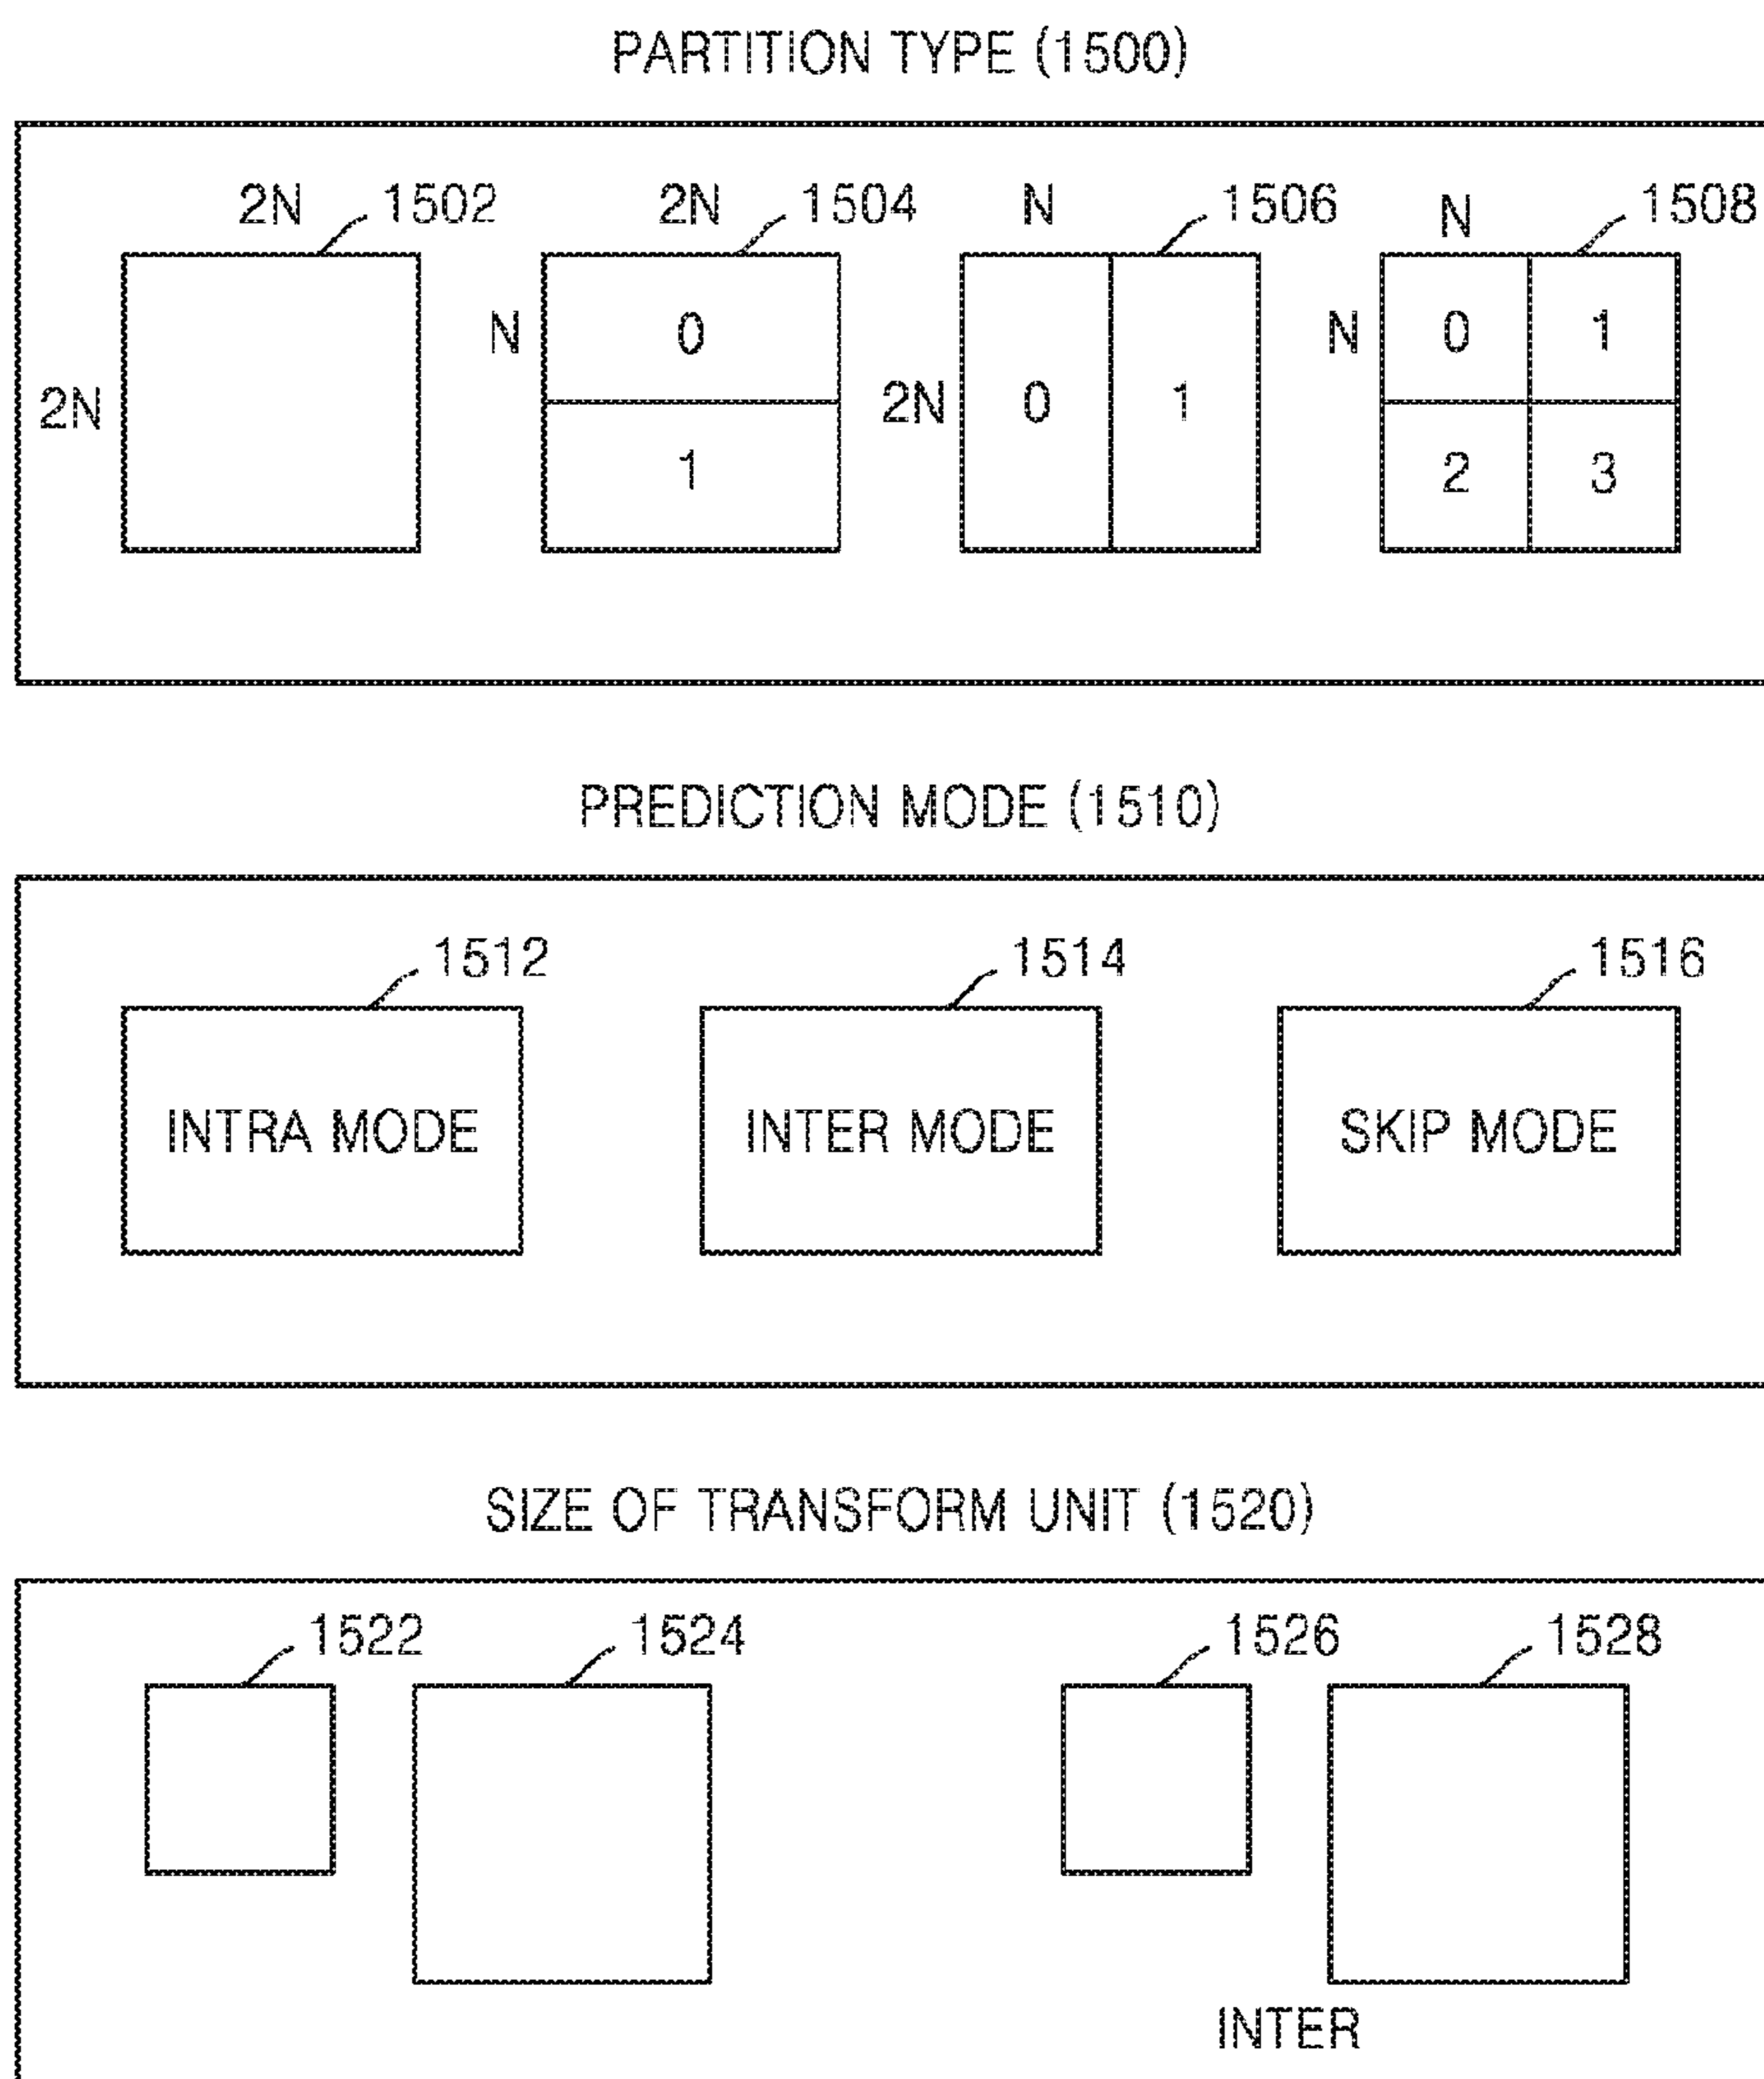 PARTITION TYPE (1500)
2N 1502 2N 1504 N 1506 N 1508
N 0 N 0 1
2N 2N 0 1
1 2 3
PREDICTION MODE (1510)
1512 1514 1516
INTRA MODE INTER MODE SKIP MODE
SIZE OF TRANSFORM UNIT (1520)
1522 1524 1526 1528
INTER